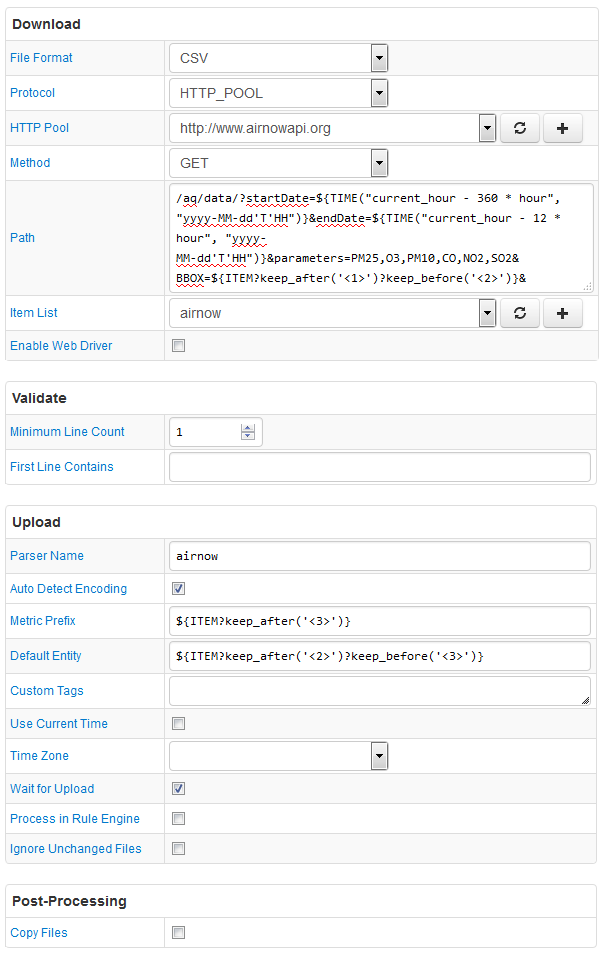 Download
File Format CSV
Protocol HTTP_POOL
HTTP Pool http://www.airnowapi.org
Method GET
Path
/aq/data/?startDate=${TIME("current_hour - 360 * hour",
"yyyy-MM-dd'T'HH")}&endDate=${TIME("current_hour - 12 *
hour", "yyyy-
MM-dd'T'HH")}&parameters=PM25,O3,PM10,CO,NO2,SO2&
BBOX=${ITEM?keep_after('<1>')?keep_before('<2>')}&
Item List airnow
Enable Web Driver
Validate
Minimum Line Count 1
First Line Contains
Upload
Parser Name airnow
Auto Detect Encoding
Metric Prefix ${ITEM?keep_after('<3>')}
Default Entity ${ITEM?keep_after('<2>')?keep_before('<3>')}
Custom Tags
Use Current Time
Time Zone
Wait for Upload
Process in Rule Engine
Ignore Unchanged Files
Post-Processing
Copy Files